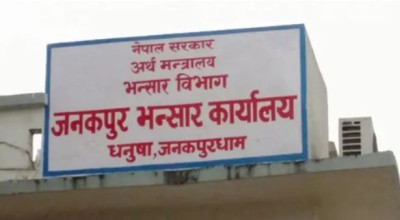 नेपाल सरकार
अर्थ मन्त्रालय
भन्सार विभाग
जनकपुर भन्सार कार्यालय
धनुषा,जनकपुरधाम